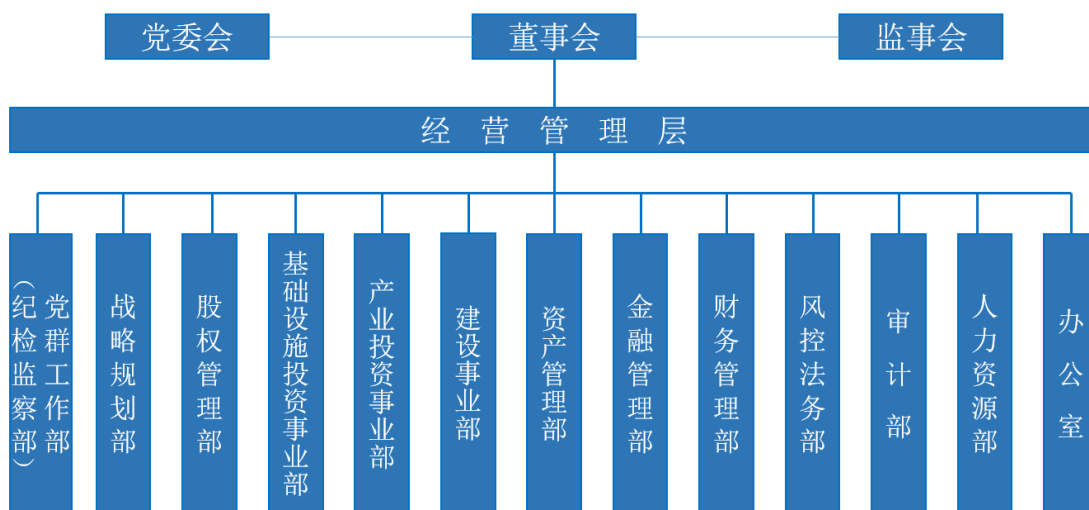 党委会
董事会
监事会
经营管理层
党群工作部
（纪检监察部）
战略规划部
股权管理部
基础设施投资事业部
产业投资事业部
建设事业部
资产管理部
金融管理部
财务管理部
风控法务部
审计部
人力资源部
办公室